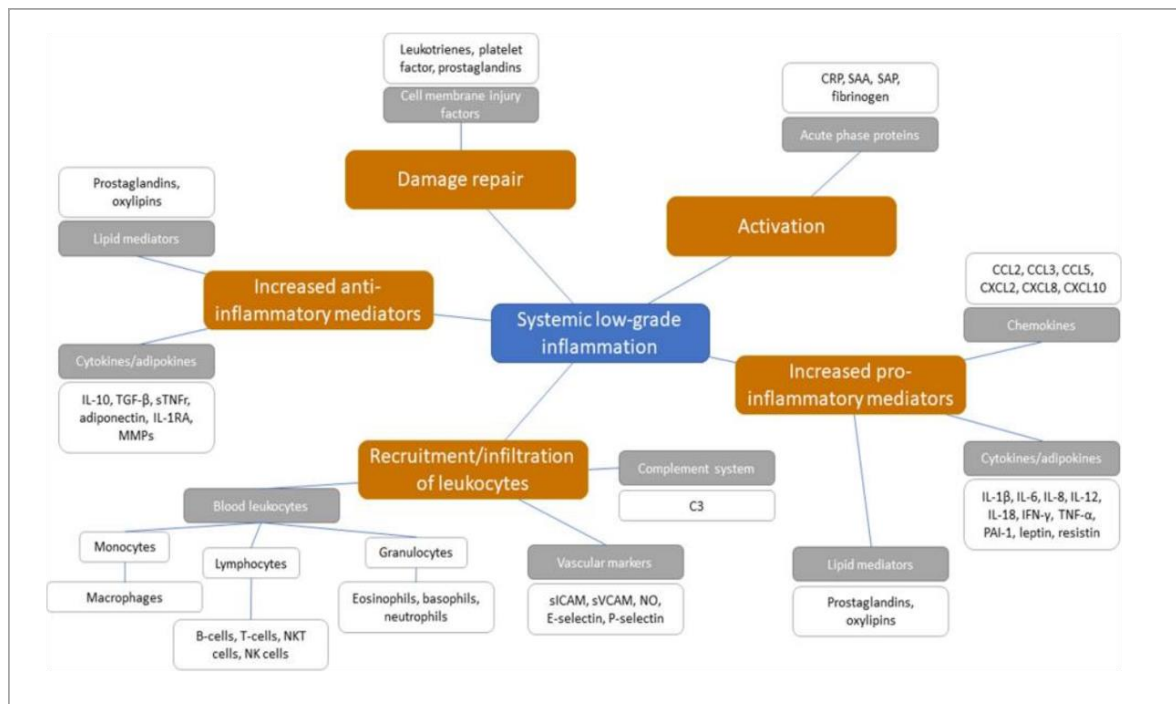 Leukotrienes, platelet
factor, prostaglandins
Cell membrane injury
factors
Damage repair
CRP, SAA, SAP,
fibrinogen
Acute phase proteins
Activation
Prostaglandins,
oxylipins
Lipid mediators
Increased anti-
inflammatory mediators
Cytokines/adipokines
IL-10, TGF-β, sTNFr,
adiponectin, IL-1RA,
MMPs
Systemic low-grade
inflammation
CCL2, CCL3, CCL5,
CXCL2, CXCL8, CXCL10
Chemokines
Increased pro-
inflammatory mediators
Cytokines/adipokines
IL-1β, IL-6, IL-8, IL-12,
IL-18, IFN-γ, TNF-α,
PAI-1, leptin, resistin
Lipid mediators
Prostaglandins,
oxylipins
Recruitment/infiltration
of leukocytes
Complement system
C3
Vascular markers
sICAM, sVCAM, NO,
E-selectin, P-selectin
Blood leukocytes
Monocytes
Macrophages
Lymphocytes
B-cells, T-cells, NKT
cells, NK cells
Granulocytes
Eosinophils, basophils,
neutrophils